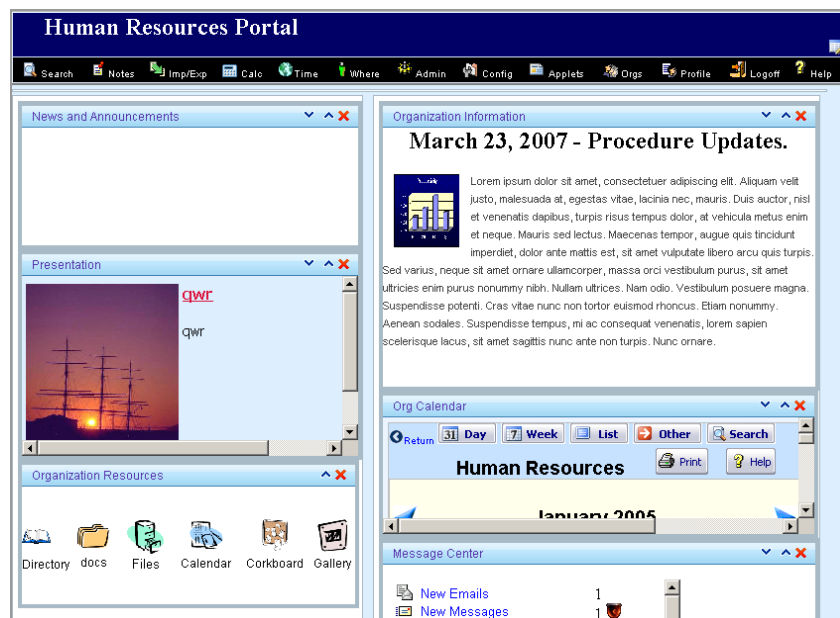 Human Resources Portal
Search Notes Imp/Exp Calc Time Where Admin Config Applets Orgs Profile Logoff Help
News and Announcements
Presentation
qwr
qwr
Organization Resources
Directory docs Files Calendar Corkboard Gallery
Organization Information
March 23, 2007 - Procedure Updates.
Lorem ipsum dolor sit amet, consectetuer adipiscing elit. Aliquam velit
justo, malesuada at, egestas vitae, lacinia nec, mauris. Duis auctor, nisl
et venenatis dapibus, turpis risus tempus dolor, at vehicula metus enim
et neque. Mauris sed lectus. Maecenas tempor, augue quis tincidunt
imperdiet, dolor ante mattis est, sit amet vulputate libero arcu quis turpis.
Sed varius, neque sit amet ornare ullamcorper, massa orci vestibulum purus, sit amet
ultricies enim purus nonummy nibh. Nullam ultrices. Nam odio. Vestibulum posuere magna.
Suspendisse potenti. Cras vitae nunc non tortor euismod rhoncus. Etiam nonummy.
Aenean sodales. Suspendisse tempus, mi ac consequat venenatis, lorem sapien
scelerisque lacus, sit amet sagittis nunc ante non turpis. Nunc ornare.
Org Calendar
Return 31 Day 7 Week List Other Search
Human Resources Print Help
January 2005
Message Center
New Emails 1
New Messages 1